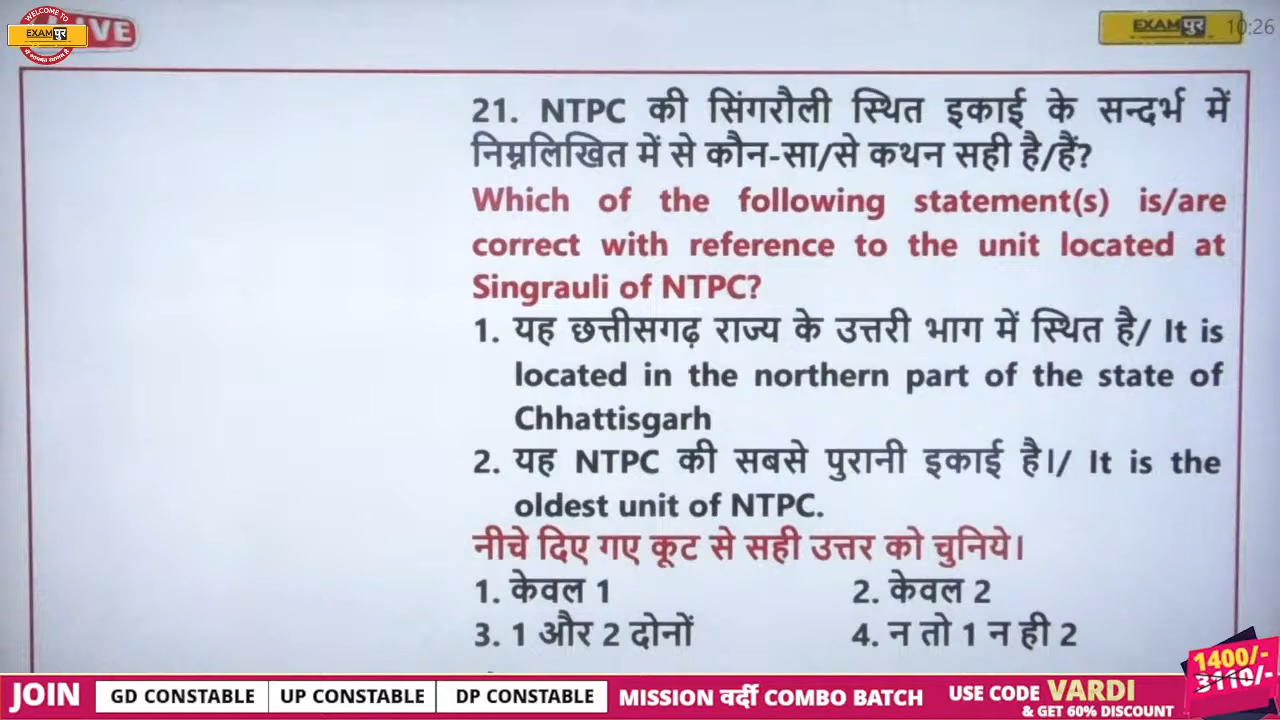 WELCOME TO
EXAM पुर
VE
EXAM पुर
10:26
21. NTPC की सिंगरौली स्थित इकाई के सन्दर्भ में
निम्नलिखित में से कौन-सा/से कथन सही है/हैं?
Which of the following statement(s) is/are
correct with reference to the unit located at
Singrauli of NTPC?
1. यह छत्तीसगढ़ राज्य के उत्तरी भाग में स्थित है/ It is
located in the northern part of the state of
Chhattisgarh
2. यह NTPC की सबसे पुरानी इकाई है।/ It is the
oldest unit of NTPC.
नीचे दिए गए कूट से सही उत्तर को चुनिये।
1. केवल 1 2. केवल 2
3. 1 और 2 दोनों 4. न तो 1 न ही 2
1400/-
3110/-
JOIN GD CONSTABLE UP CONSTABLE DP CONSTABLE MISSION वर्दी COMBO BATCH USE CODE VARDI
& GET 60% DISCOUNT